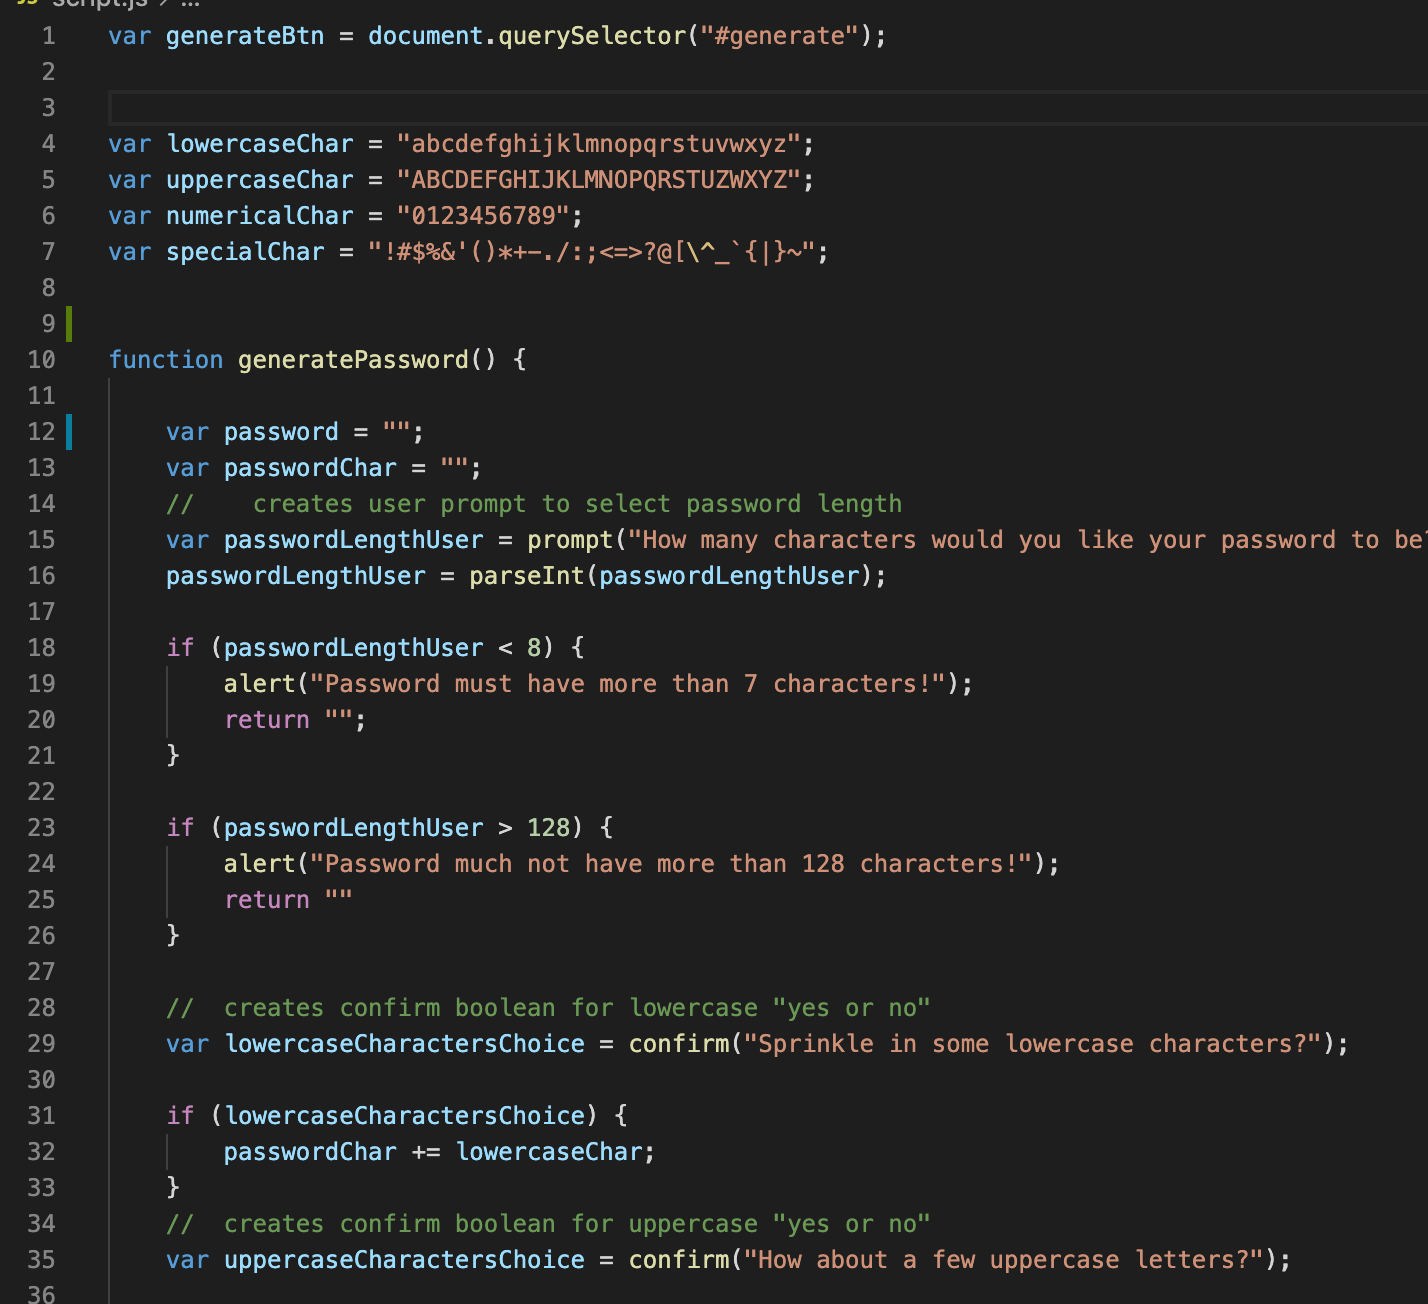 script.js > ...
1 var generateBtn = document.querySelector("#generate");
2
3
4 var lowercaseChar = "abcdefghijklmnopqrstuvwxyz";
5 var uppercaseChar = "ABCDEFGHIJKLMNOPQRSTUZWXYZ";
6 var numericalChar = "0123456789";
7 var specialChar = "!#$%&'()*+-./:;<=>?@[\^_`{|}~";
8
9
10 function generatePassword() {
11
12 var password = "";
13 var passwordChar = "";
14 //    creates user prompt to select password length
15 var passwordLengthUser = prompt("How many characters would you like your password to be?
16 passwordLengthUser = parseInt(passwordLengthUser);
17
18 if (passwordLengthUser < 8) {
19 alert("Password must have more than 7 characters!");
20 return "";
21 }
22
23 if (passwordLengthUser > 128) {
24 alert("Password much not have more than 128 characters!");
25 return ""
26 }
27
28 //  creates confirm boolean for lowercase "yes or no"
29 var lowercaseCharactersChoice = confirm("Sprinkle in some lowercase characters?");
30
31 if (lowercaseCharactersChoice) {
32 passwordChar += lowercaseChar;
33 }
34 //  creates confirm boolean for uppercase "yes or no"
35 var uppercaseCharactersChoice = confirm("How about a few uppercase letters?");
36